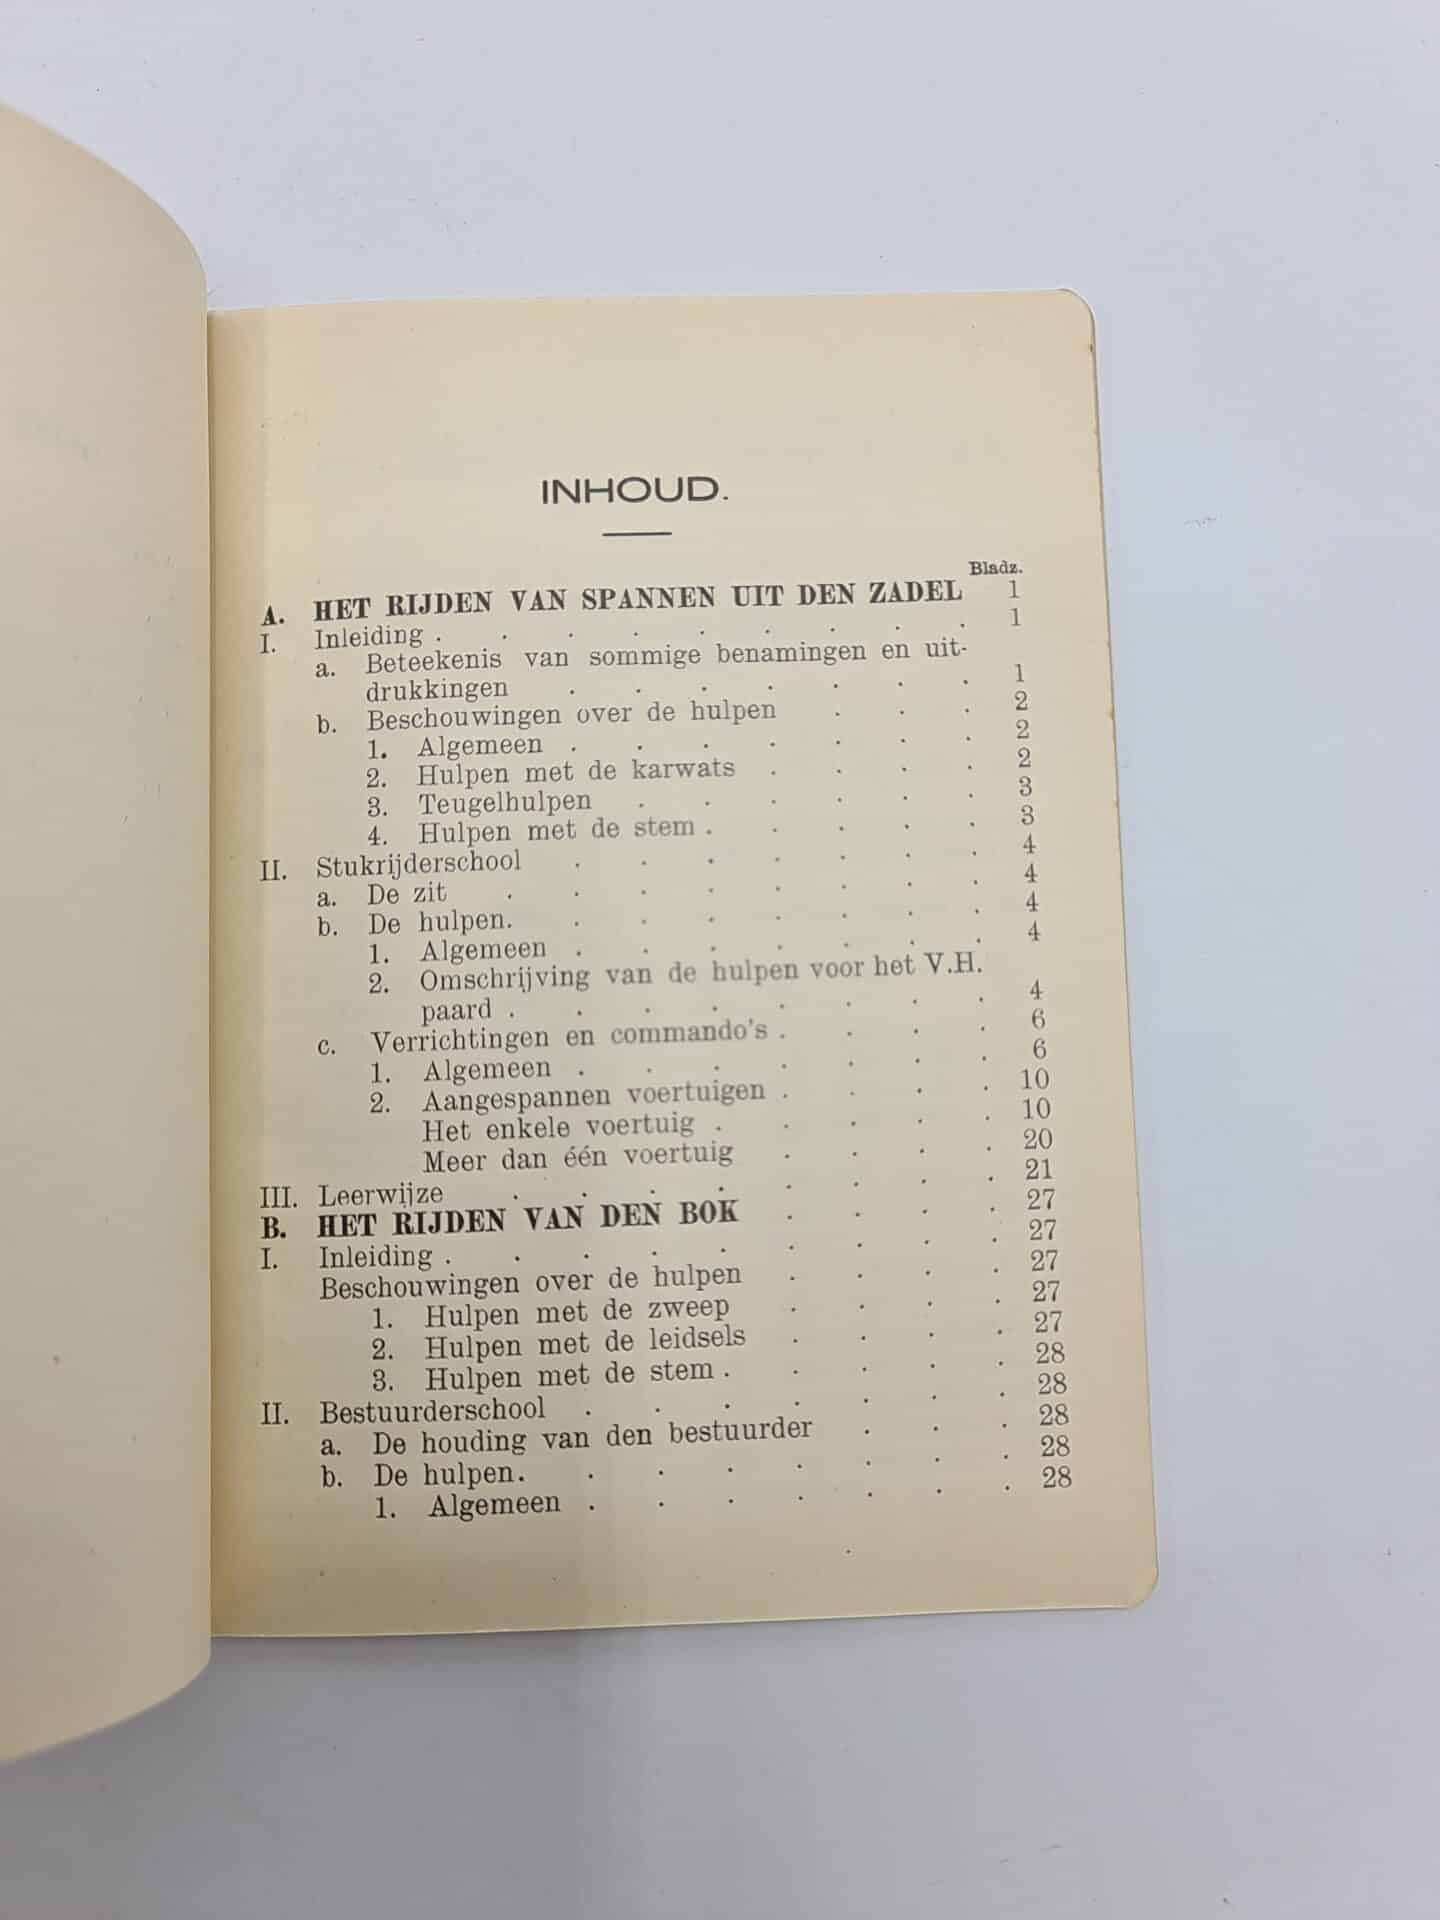 INHOUD.
Bladz.
A. HET RIJDEN VAN SPANNEN UIT DEN ZADEL 1
I. Inleiding . . . . . . . . . 1
a. Beteekenis van sommige benamingen en uit-
drukkingen . . . . . . . 1
b. Beschouwingen over de hulpen . . . 2
1. Algemeen . . . . . . . 2
2. Hulpen met de karwats . . . . 2
3. Teugelhulpen . . . . . . 3
4. Hulpen met de stem . . . . . 3
II. Stukrijderschool . . . . . . . 4
a. De zit . . . . . . . . 4
b. De hulpen. . . . . . . . 4
1. Algemeen . . . . . . . 4
2. Omschrijving van de hulpen voor het V.H.
paard . . . . . . . . 4
c. Verrichtingen en commando's . . . . 6
1. Algemeen . . . . . . . 6
2. Aangespannen voertuigen . . . . 10
Het enkele voertuig . . . . . 10
Meer dan één voertuig . . . . 20
III. Leerwijze . . . . . . . . 21
B. HET RIJDEN VAN DEN BOK . . . . 27
I. Inleiding . . . . . . . . . 27
Beschouwingen over de hulpen . . . . 27
1. Hulpen met de zweep . . . . 27
2. Hulpen met de leidsels . . . . 27
3. Hulpen met de stem . . . . . 28
II. Bestuurderschool . . . . . . . 28
a. De houding van den bestuurder . . . 28
b. De hulpen. . . . . . . . 28
1. Algemeen . . . . . . . 28